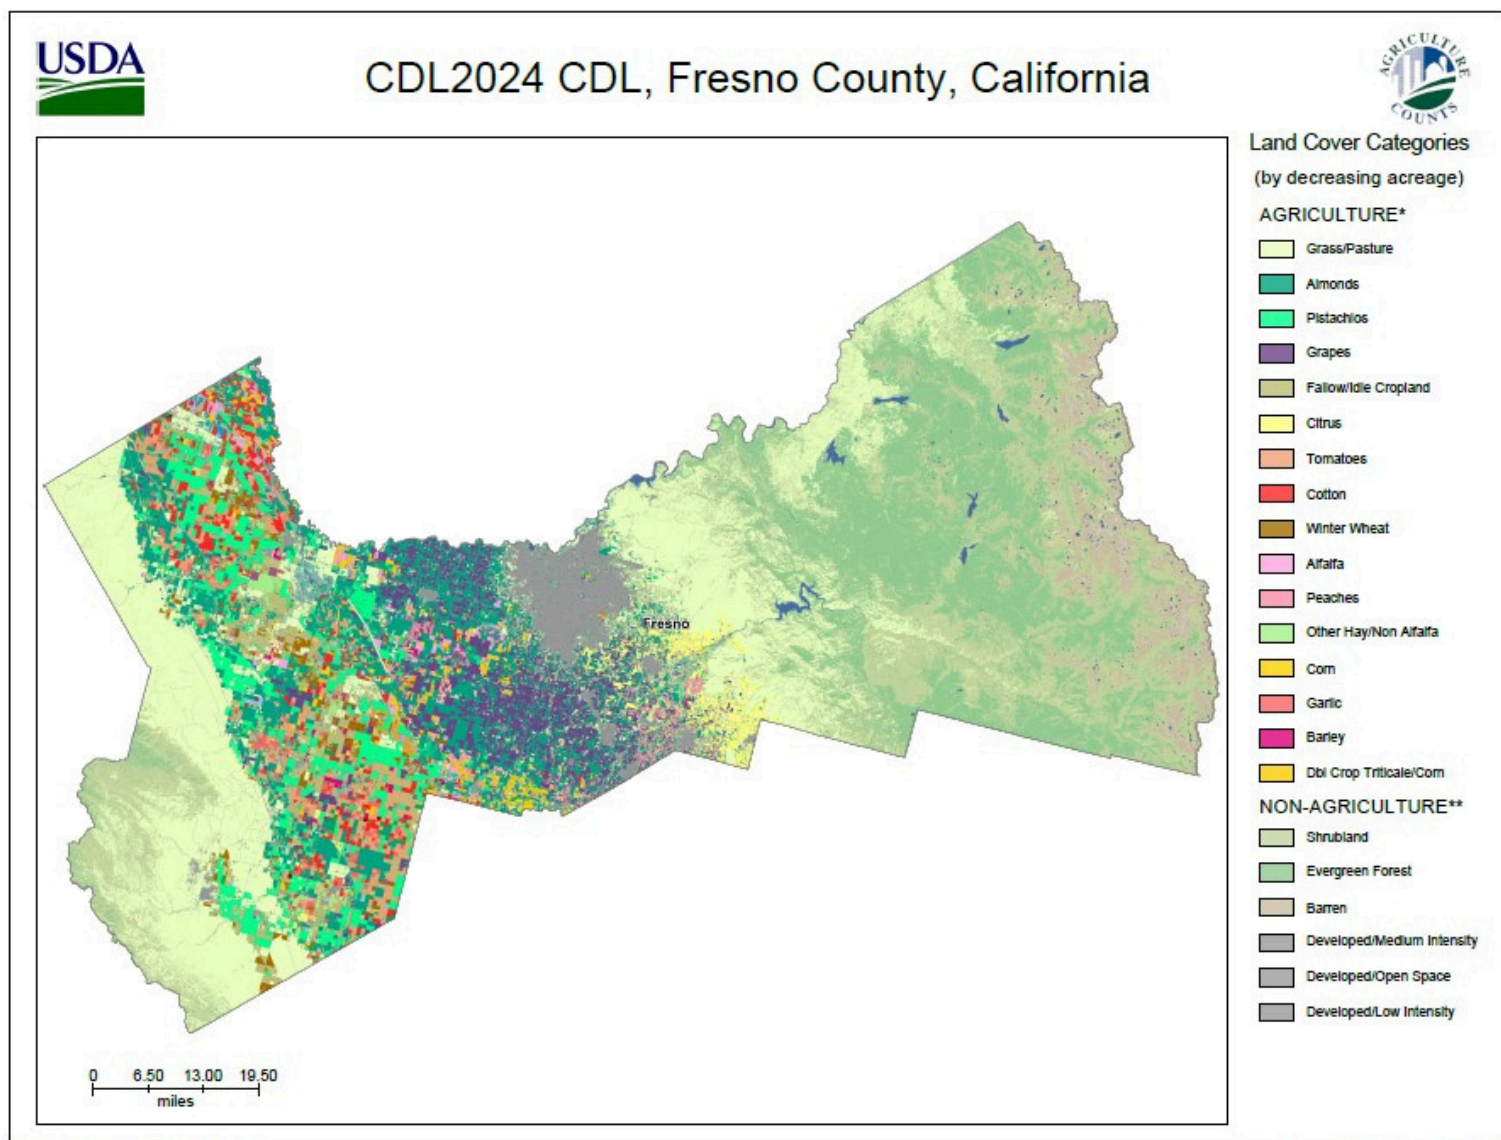 USDA
CDL2024 CDL, Fresno County, California
AGRICULTURE
COUNTS
Land Cover Categories
(by decreasing acreage)
AGRICULTURE*
Grass/Pasture
Almonds
Pistachios
Grapes
Fallow/Idle Cropland
Citrus
Tomatoes
Cotton
Winter Wheat
Alfalfa
Peaches
Other Hay/Non Alfalfa
Corn
Garlic
Barley
Dbl Crop Triticale/Corn
NON-AGRICULTURE**
Shrubland
Evergreen Forest
Barren
Developed/Medium Intensity
Developed/Open Space
Developed/Low Intensity
Fresno
0 6.50 13.00 19.50
miles